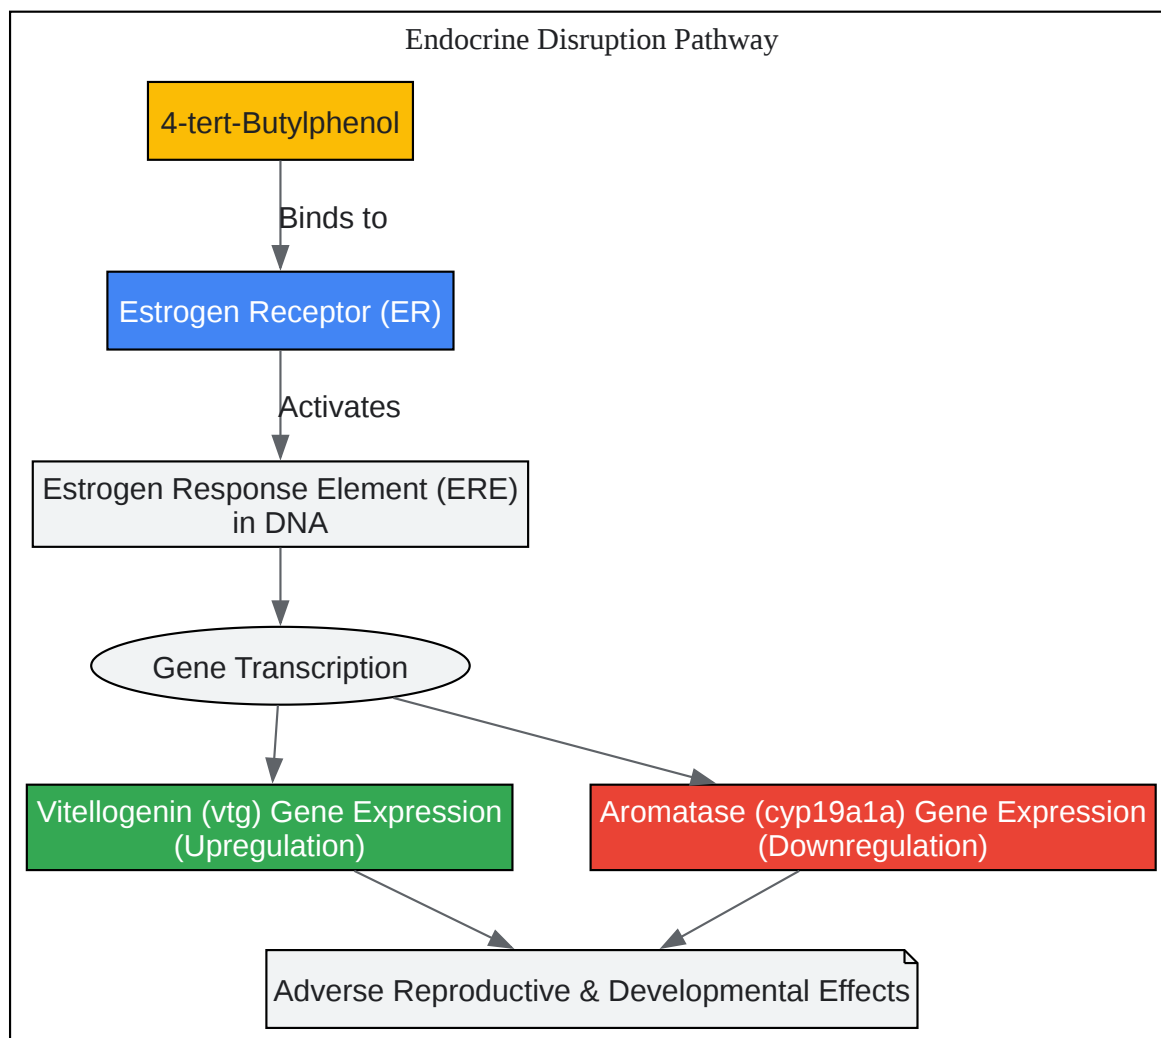 Endocrine Disruption Pathway
4-tert-Butylphenol
Binds to
Estrogen Receptor (ER)
Activates
Estrogen Response Element (ERE)
in DNA
Gene Transcription
Vitellogenin (vtg) Gene Expression
(Upregulation)
Aromatase (cyp19a1a) Gene Expression
(Downregulation)
Adverse Reproductive & Developmental Effects